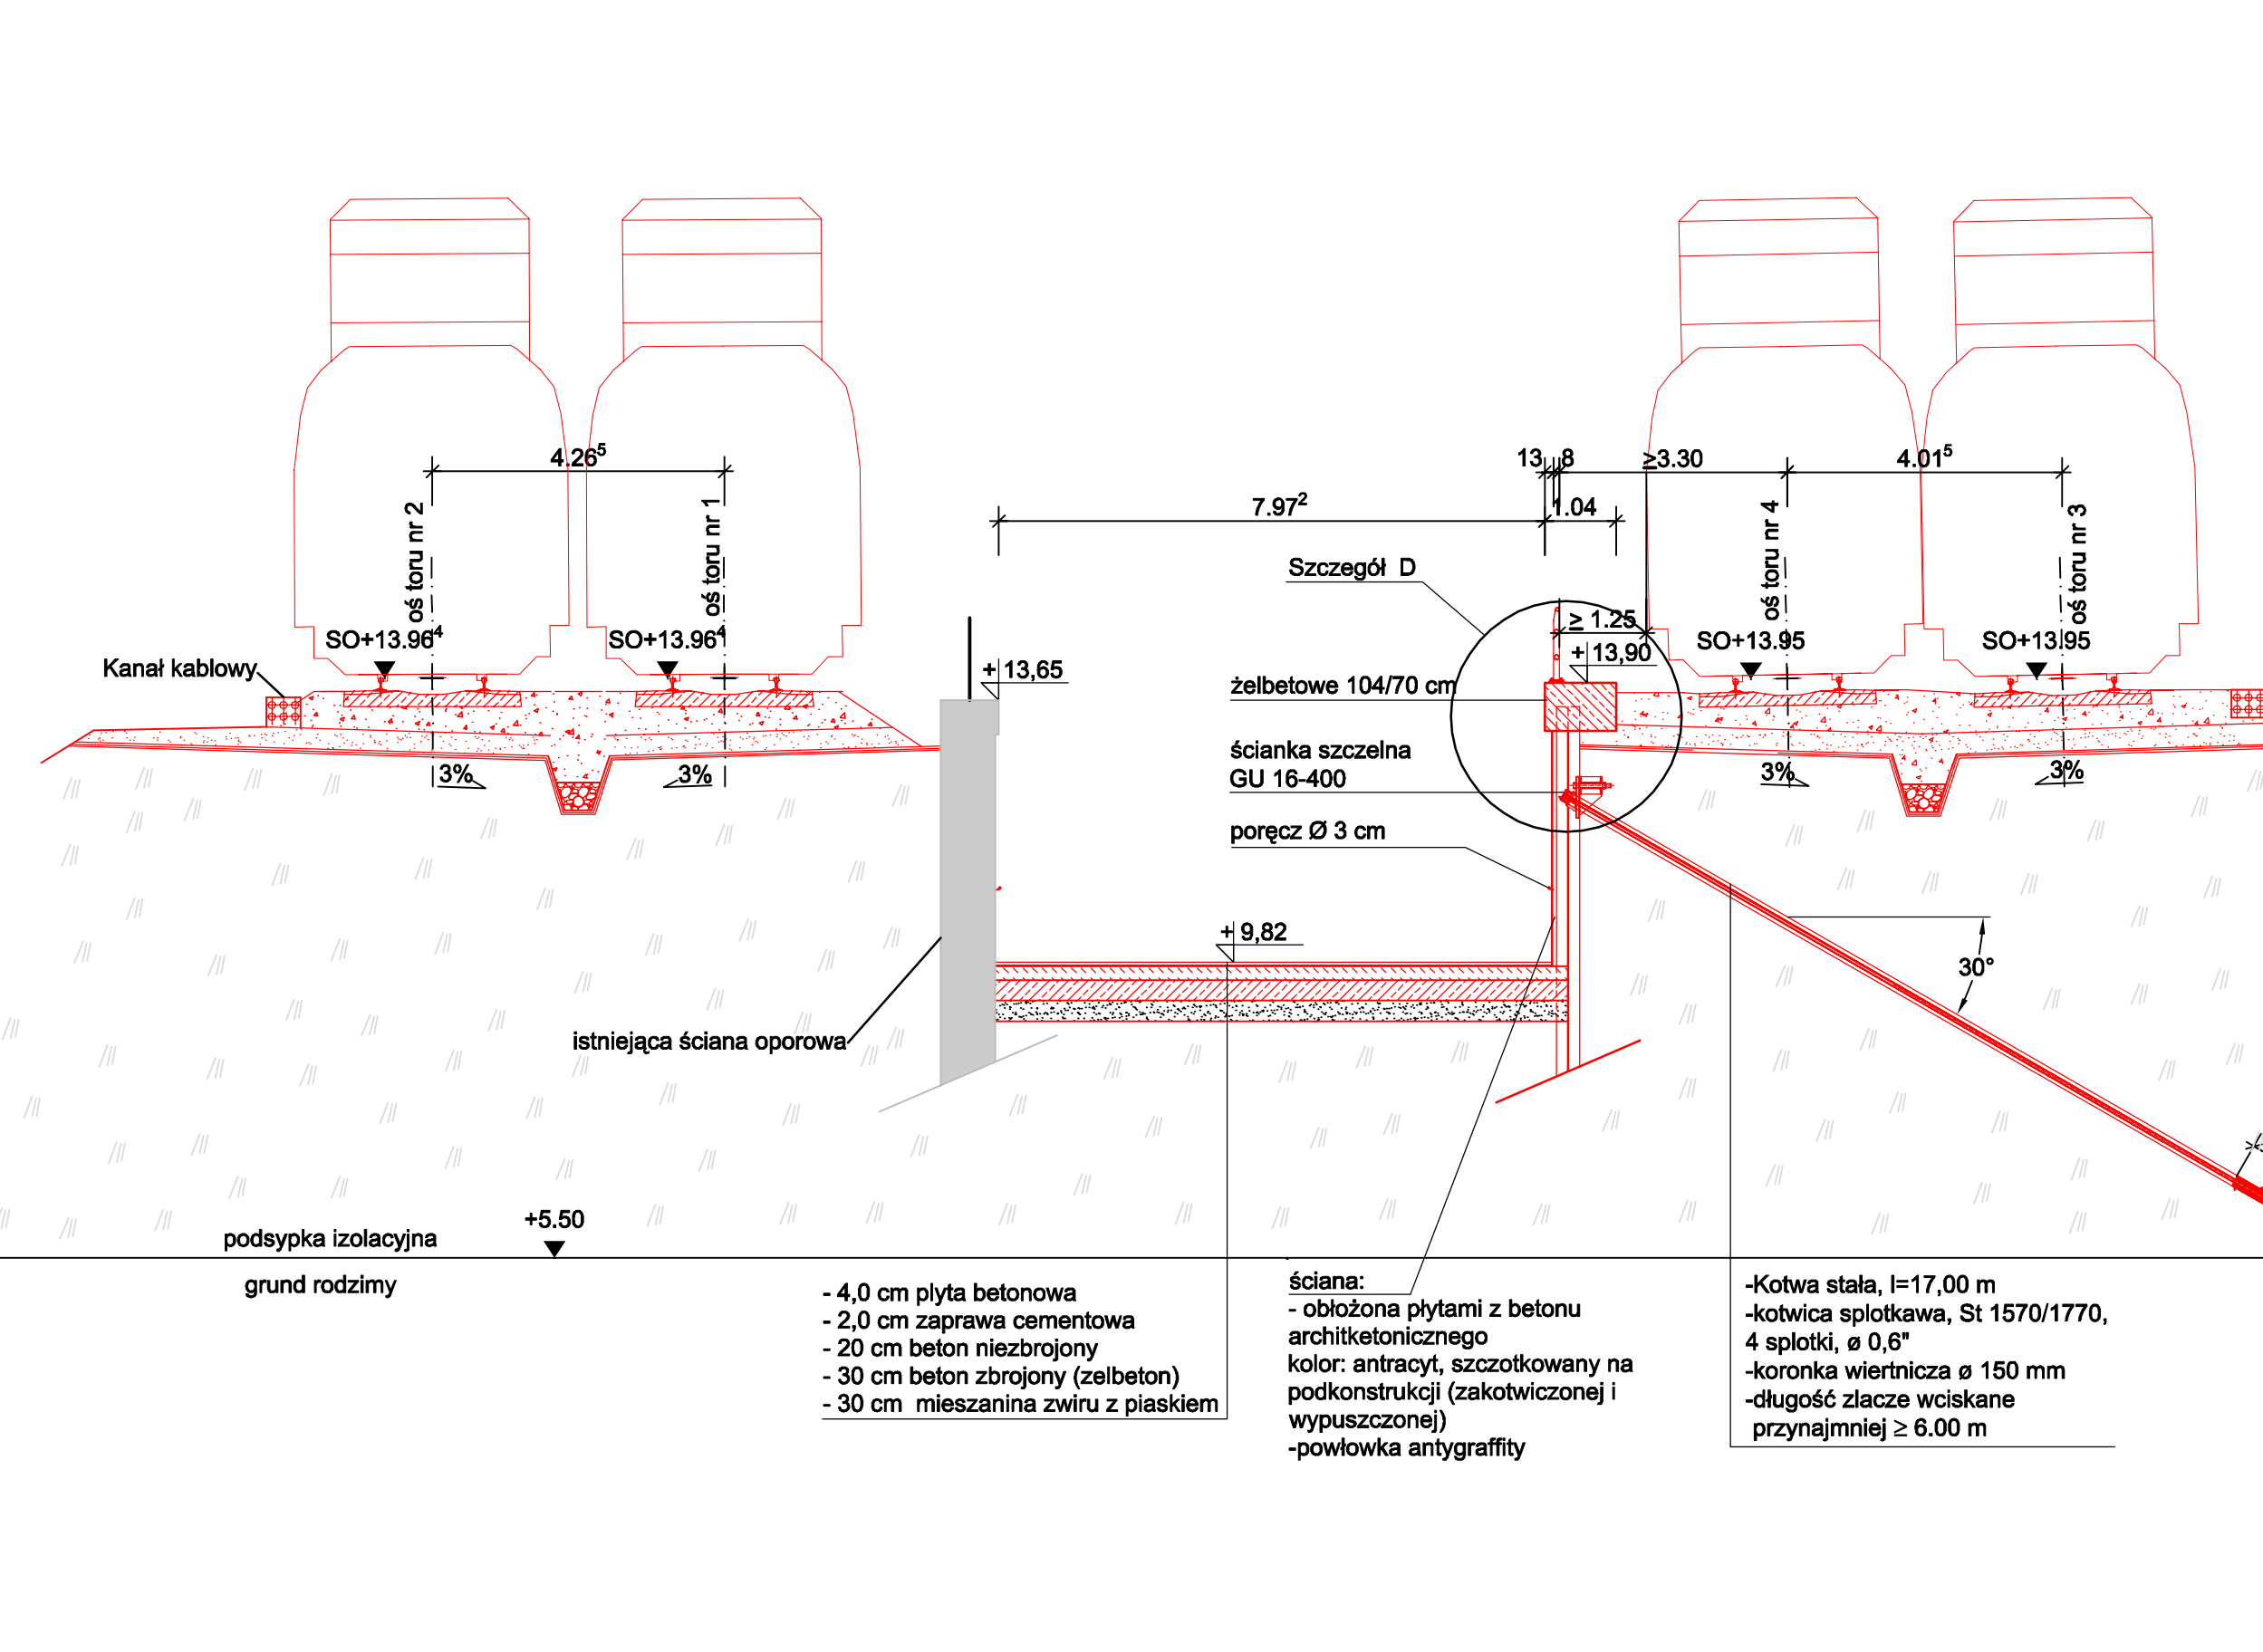 4.26⁵
13 8 ≥3.30 4.01⁵
7.97² 1.04
oś toru nr 2
oś toru nr 1
oś toru nr 4
oś toru nr 3
Szczegół D
≥ 1.25
SO+13.96⁴
SO+13.96⁴
SO+13.95
SO+13.95
+ 13,90
Kanał kablowy
+ 13,65
żelbetowe 104/70 cm
ścianka szczelna
GU 16-400
3%
3%
3%
3%
poręcz Ø 3 cm
+ 9,82
30°
istniejąca ściana oporowa
+5.50
podsypka izolacyjna
grund rodzimy
- 4,0 cm plyta betonowa
- 2,0 cm zaprawa cementowa
- 20 cm beton niezbrojony
- 30 cm beton zbrojony (zelbeton)
- 30 cm mieszanina zwiru z piaskiem
ściana:
- obłożona płytami z betonu
architketonicznego
kolor: antracyt, szczotkowany na
podkonstrukcji (zakotwiczonej i
wypuszczonej)
-powłowka antygraffity
-Kotwa stała, l=17,00 m
-kotwica splotkawa, St 1570/1770,
4 splotki, ø 0,6"
-koronka wiertnicza ø 150 mm
-długość zlacze wciskane
przynajmniej ≥ 6.00 m